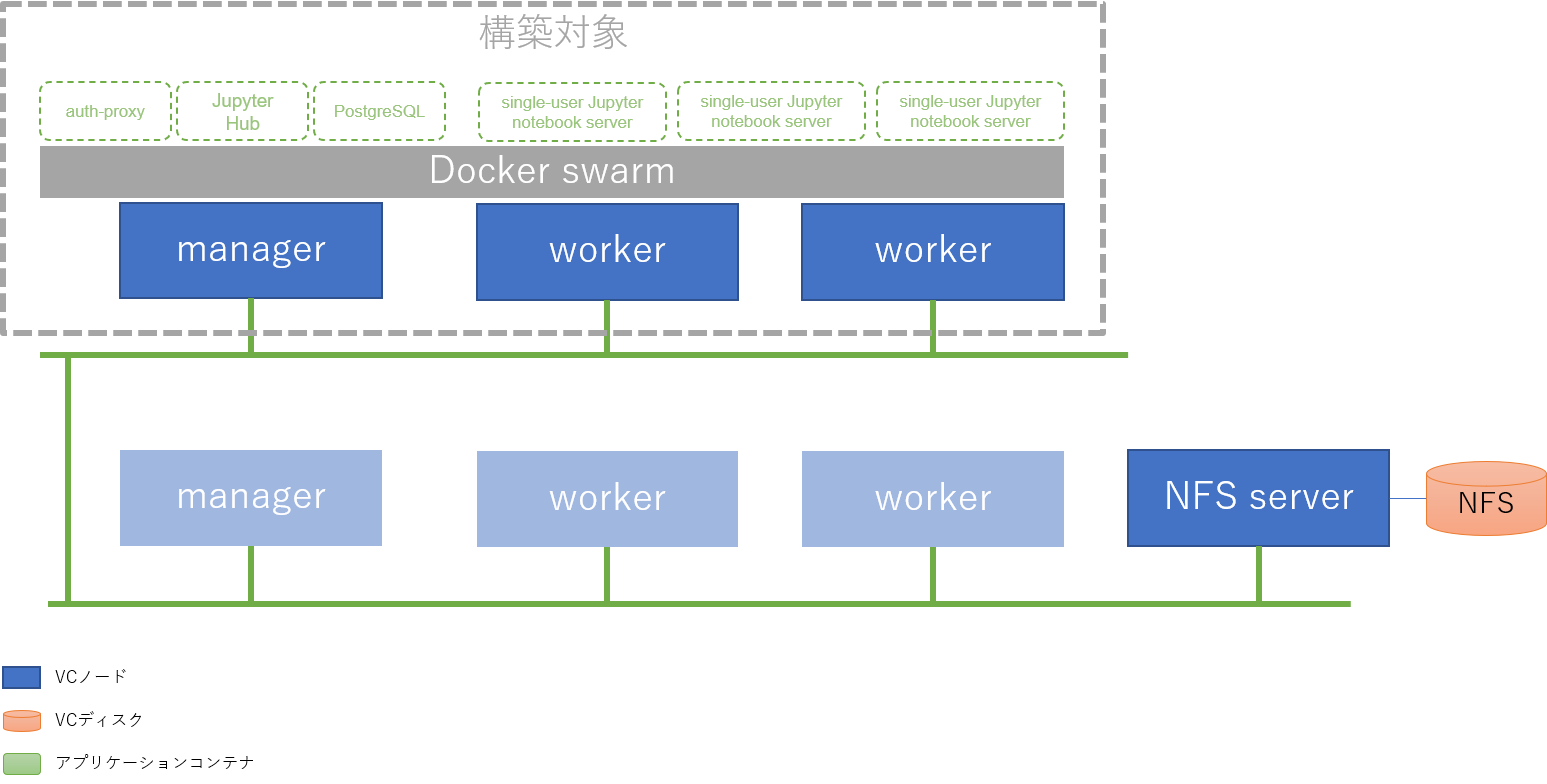 構築対象
auth-proxy
Jupyter
Hub
PostgreSQL
single-user Jupyter
notebook server
single-user Jupyter
notebook server
single-user Jupyter
notebook server
Docker swarm
manager
worker
worker
manager
worker
worker
NFS server
NFS
VCノード
VCディスク
アプリケーションコンテナ